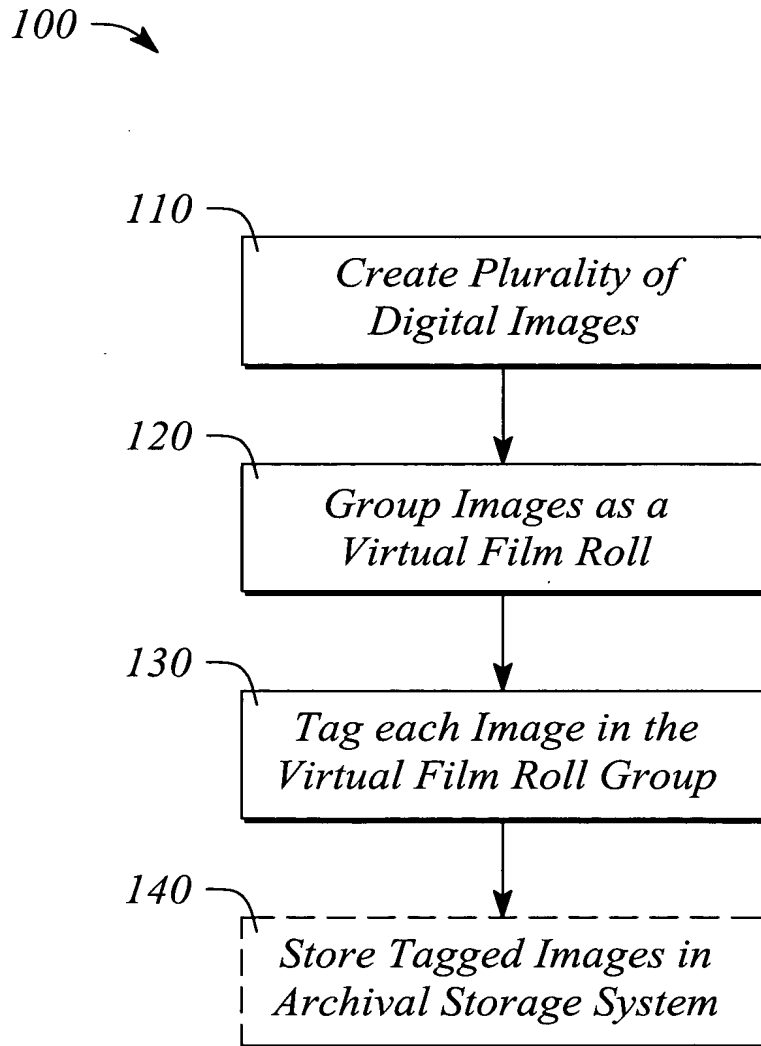 100
110
Create Plurality of
Digital Images
120
Group Images as a
Virtual Film Roll
130
Tag each Image in the
Virtual Film Roll Group
140
Store Tagged Images in
Archival Storage System